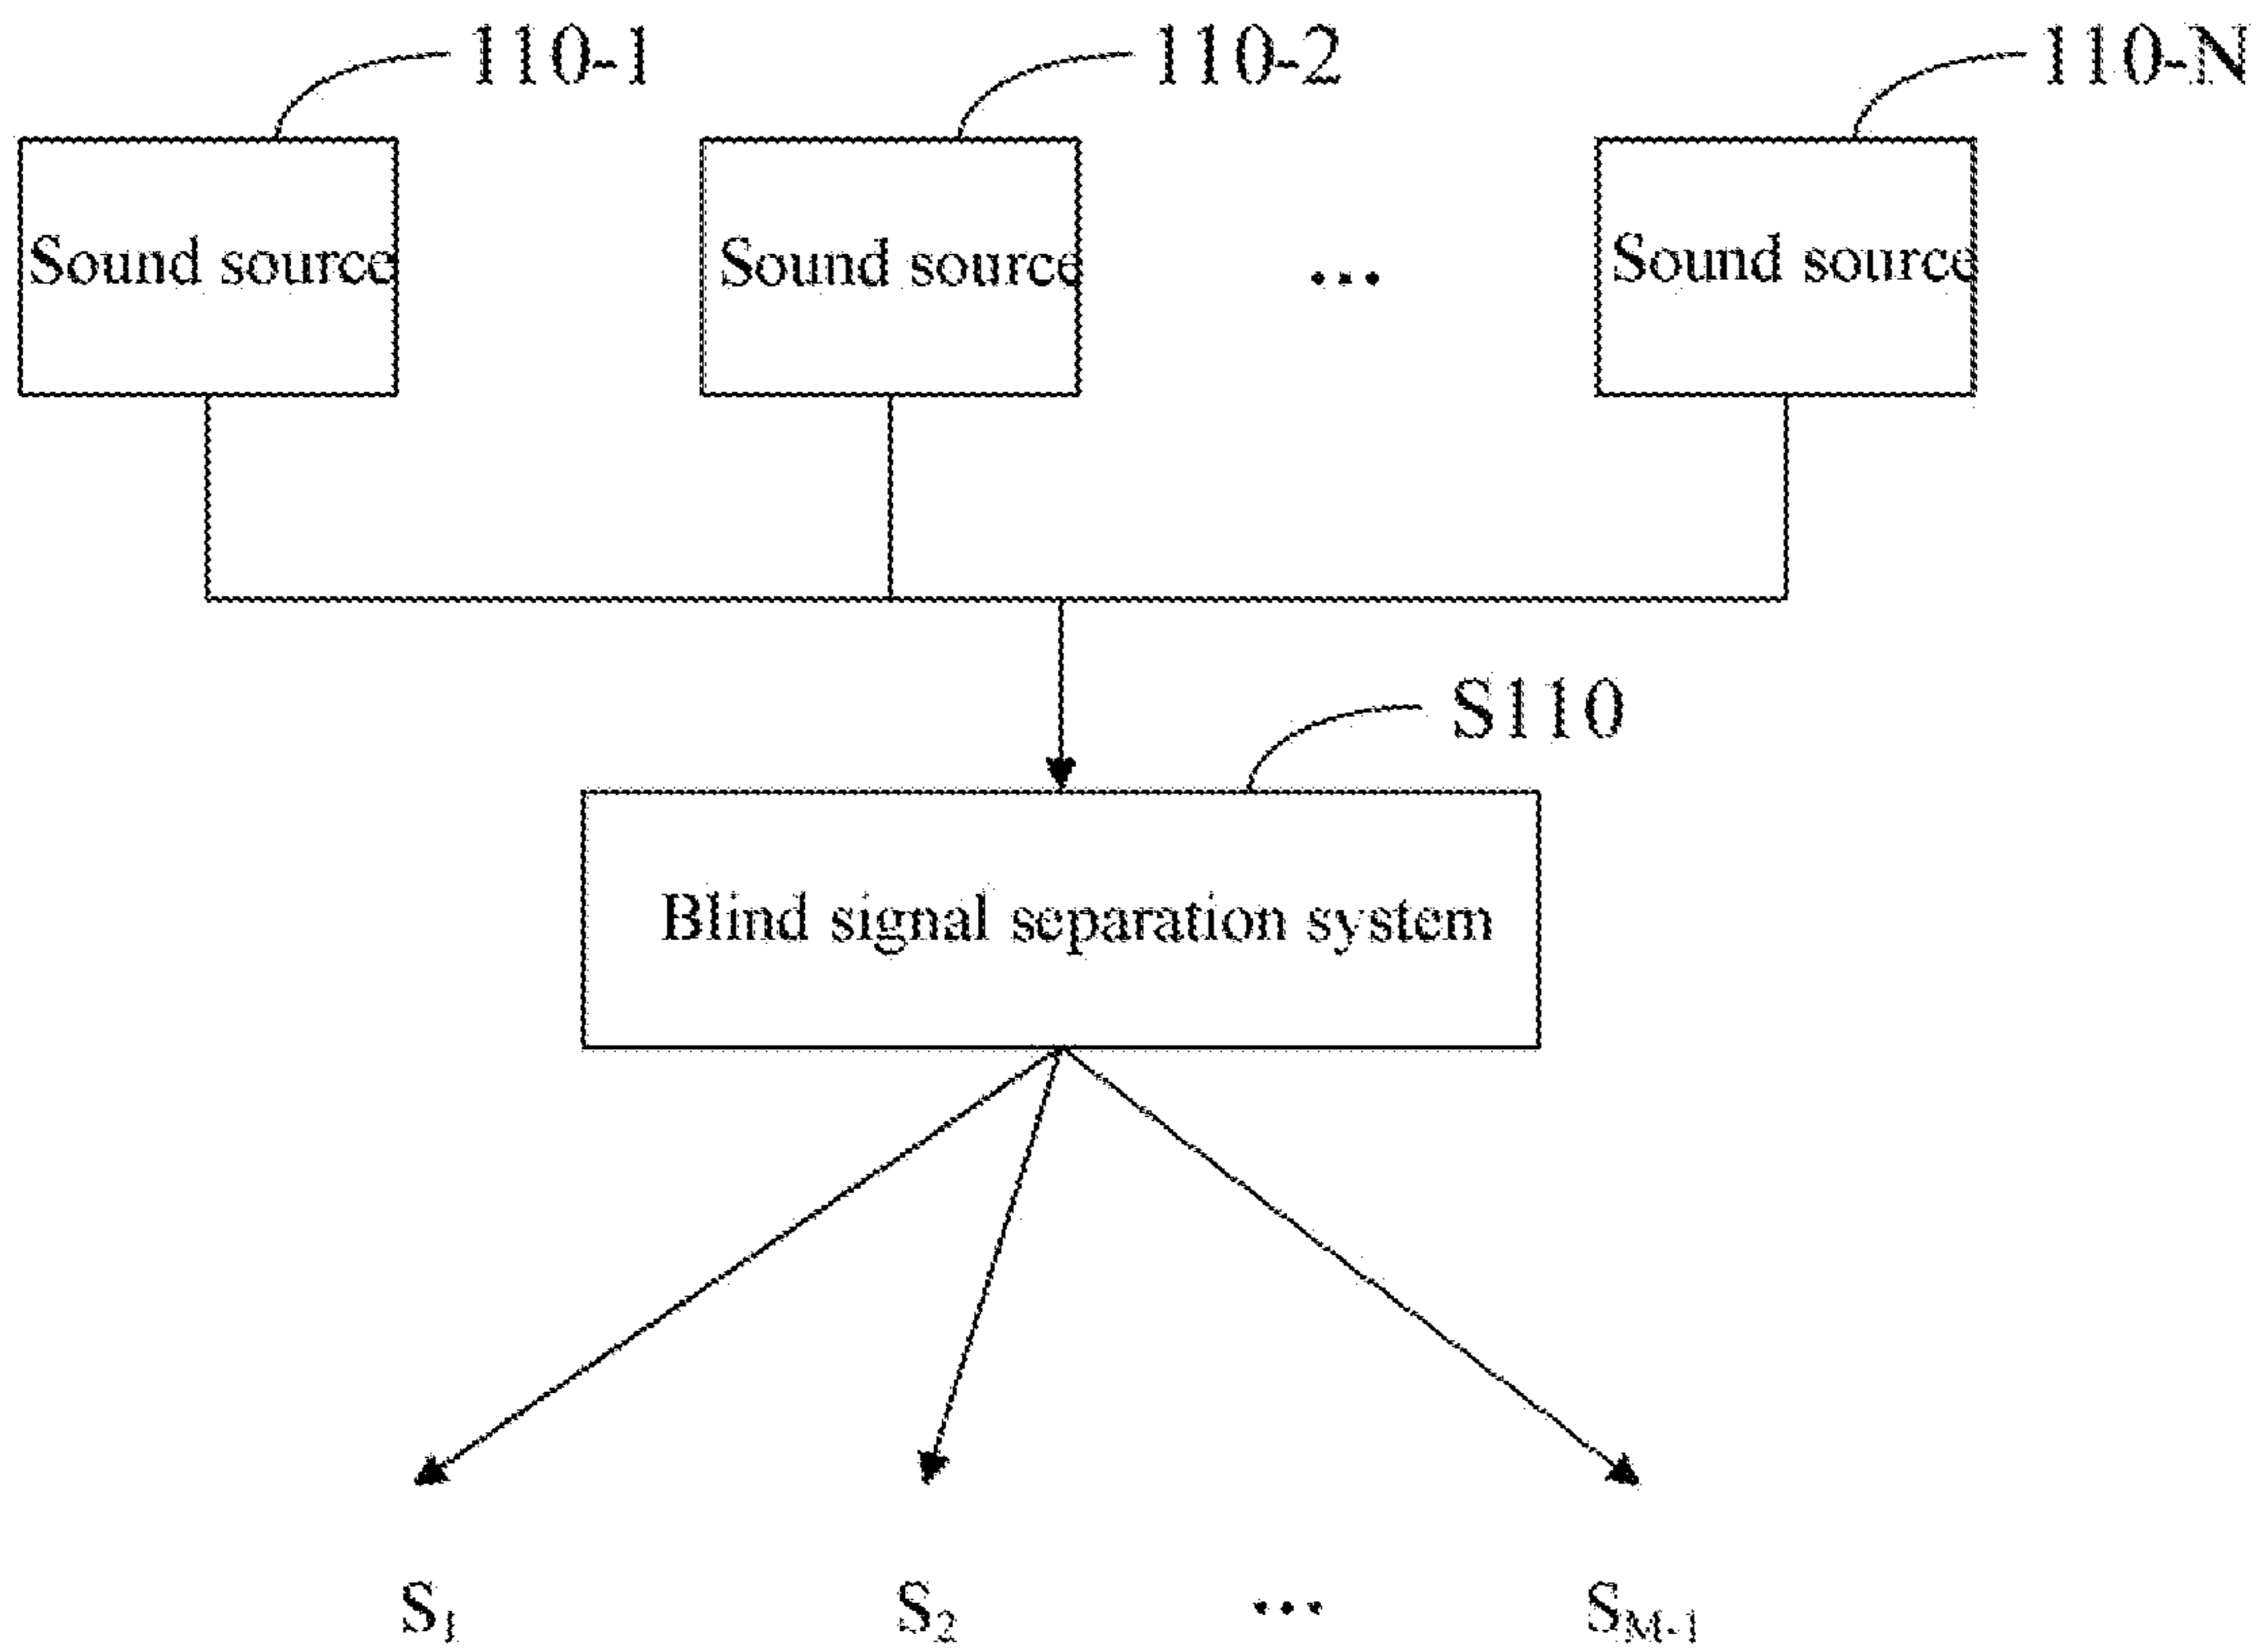 110-1 110-2 110-N
Sound source Sound source ... Sound source
S110
Blind signal separation system
S₁ S₂ ... S_M-1